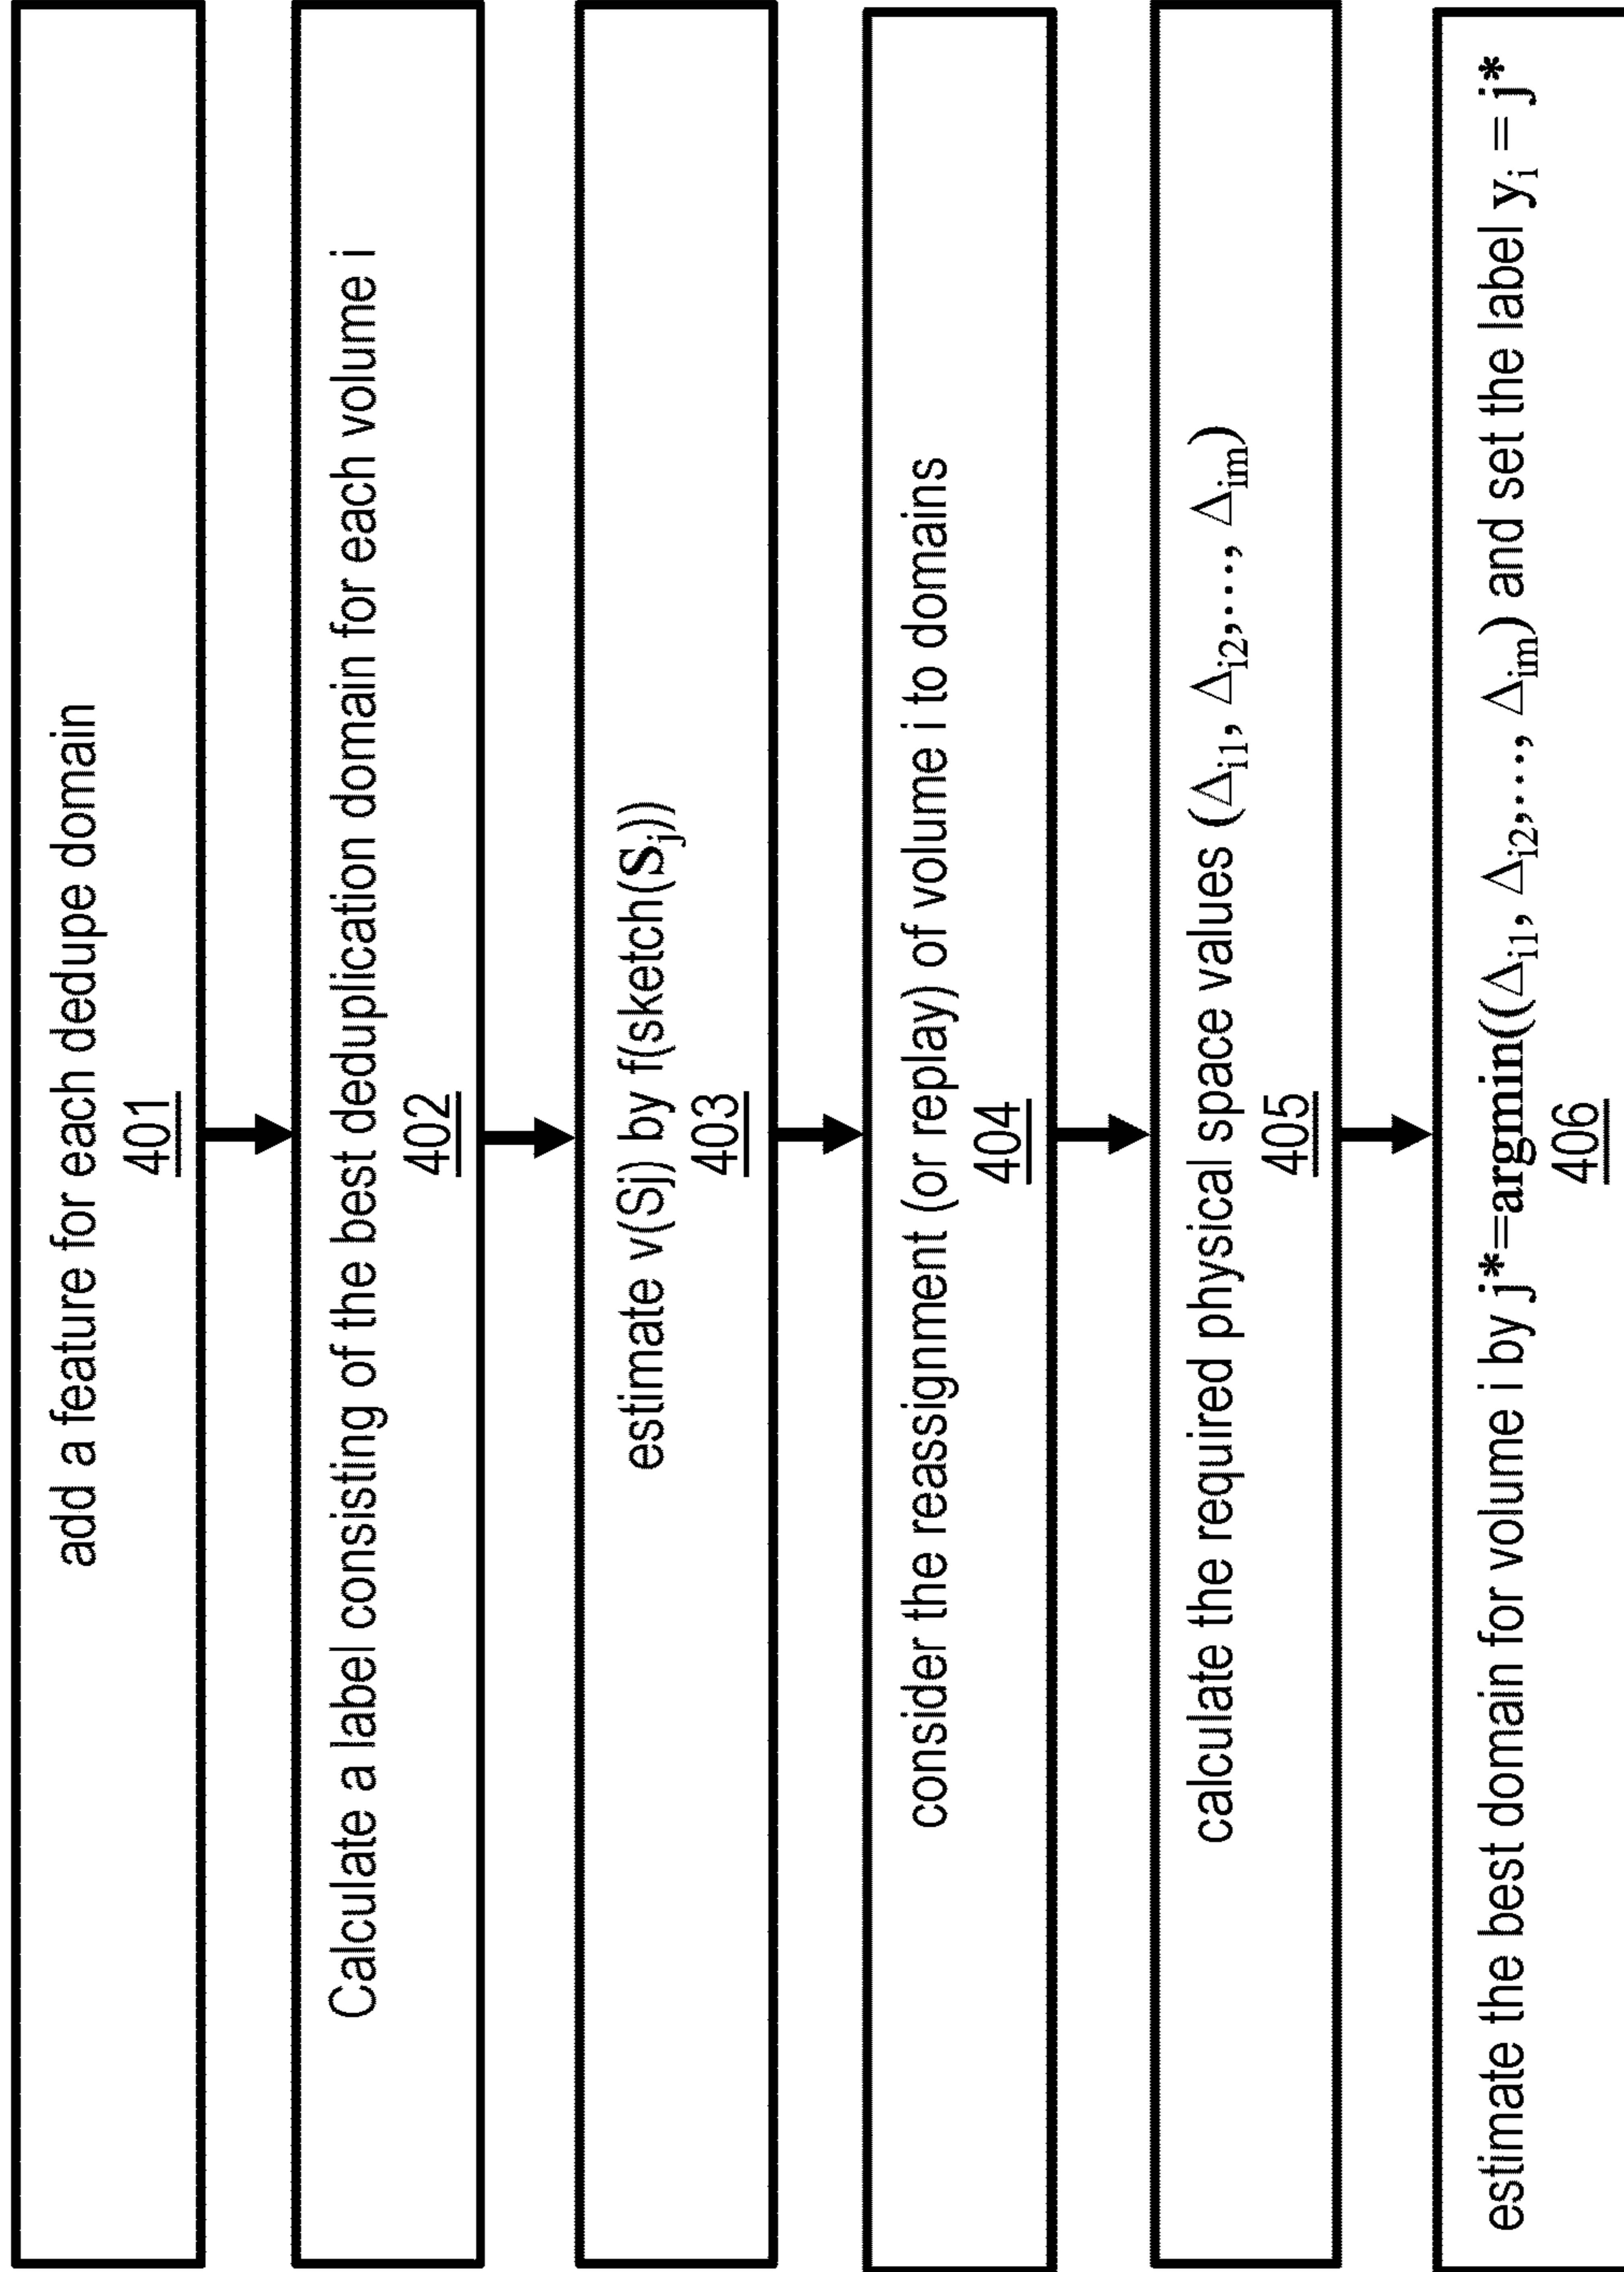 add a feature for each dedupe domain
401
Calculate a label consisting of the best deduplication domain for each volume i
402
estimate v(Sj) by f(sketch(Sⱼ))
403
consider the reassignment (or replay) of volume i to domains
404
calculate the required physical space values (Δi1, Δi2,..., Δim)
405
estimate the best domain for volume i by j*=argmin((Δi1, Δi2,..., Δim) and set the label yi = j*
406